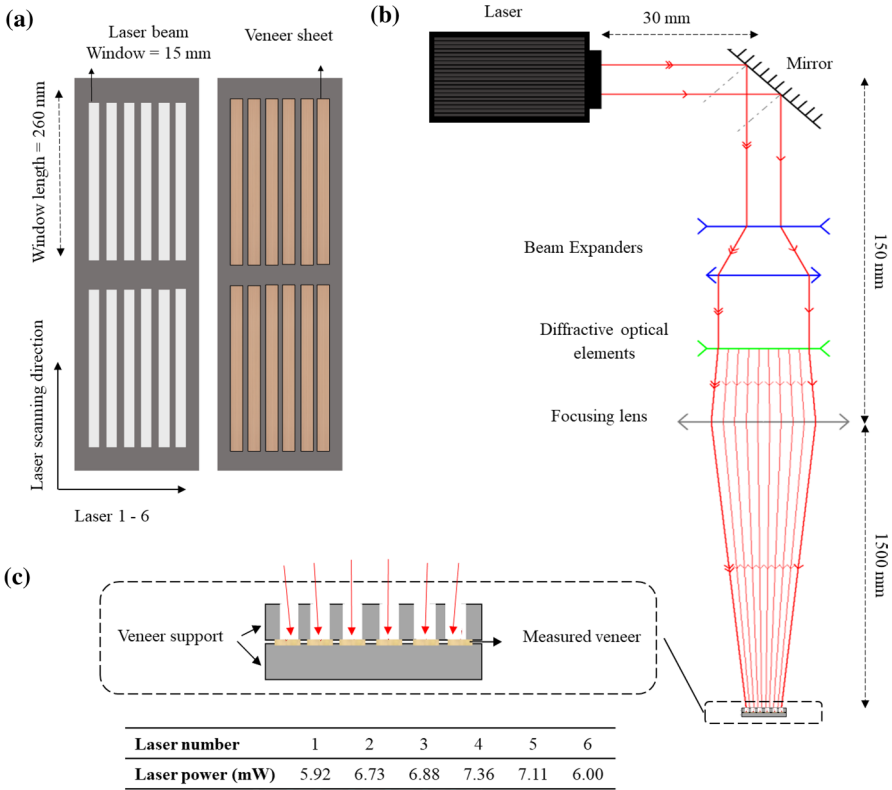 (a)
Laser beam
Window = 15 mm
Veneer sheet
Window length = 260 mm
Laser scanning direction
Laser 1 - 6
(b)
Laser
30 mm
Mirror
Beam Expanders
150 mm
Diffractive optical
elements
Focusing lens
1500 mm
(c)
Veneer support
Measured veneer
Laser number 1 2 3 4 5 6
Laser power (mW) 5.92 6.73 6.88 7.36 7.11 6.00